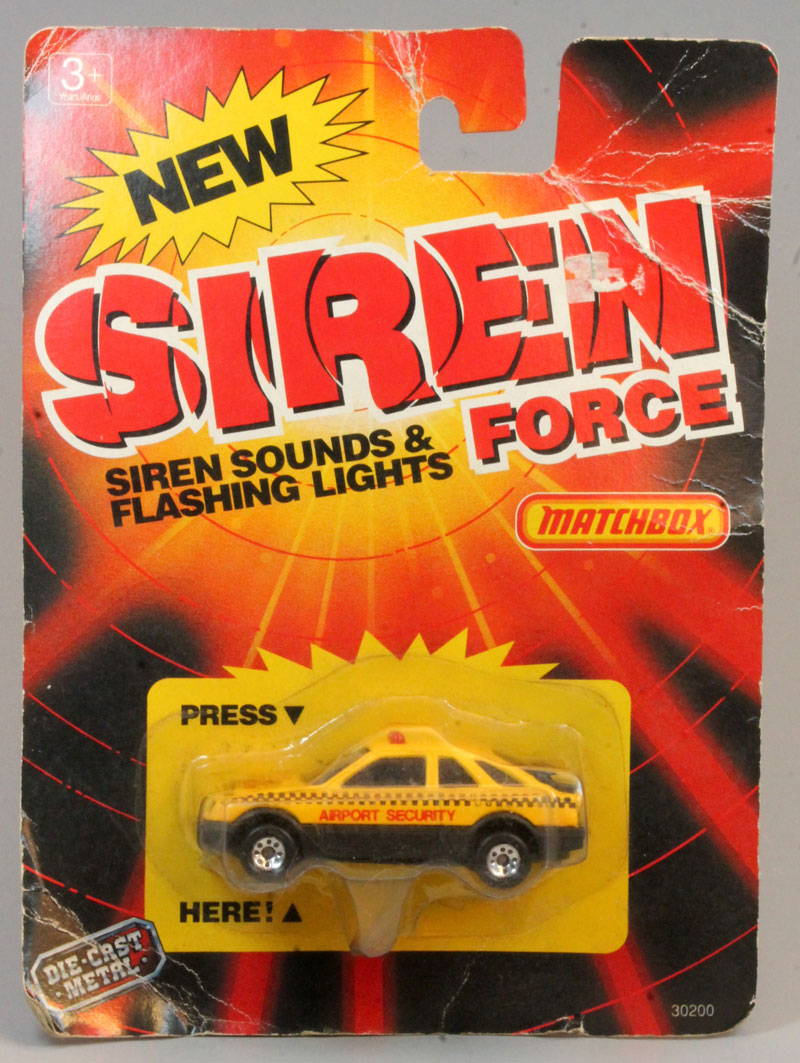 3+
Years/Ans
NEW
SIREN
FORCE
SIREN SOUNDS &
FLASHING LIGHTS
MATCHBOX
PRESS ▼
AIRPORT SECURITY
HERE! ▲
DIE-CAST
METAL
30200